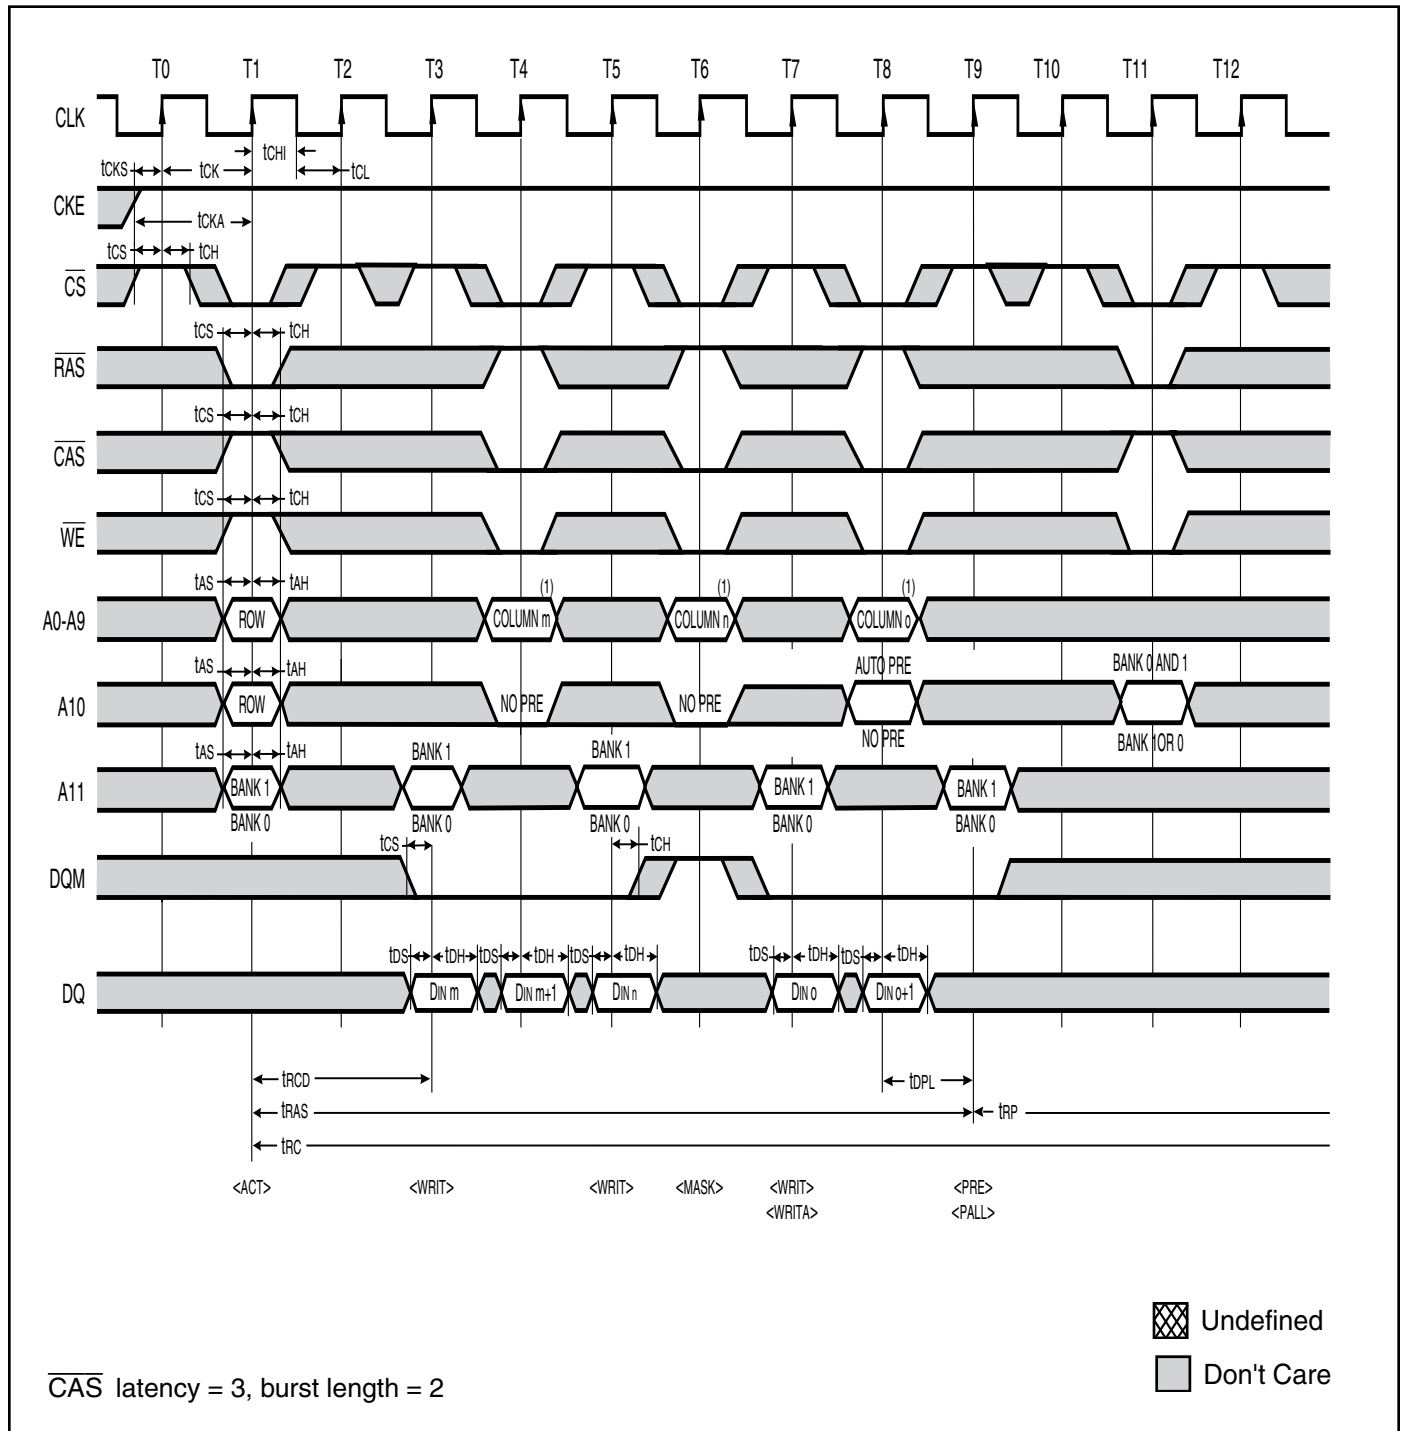 T0 T1 T2 T3 T4 T5 T6 T7 T8 T9 T10 T11 T12
CLK
tCHI
tCKS tCK tCL
CKE
tCKA
tCS tCH
CS
tCS tCH
RAS
tCS tCH
CAS
tCS tCH
WE
tAS tAH (1) (1) (1)
A0-A9 ROW COLUMN m COLUMN n COLUMN o
tAS tAH AUTO PRE BANK 0 AND 1
A10 ROW NO PRE NO PRE
NO PRE BANK 1OR 0
tAS tAH BANK 1 BANK 1
A11 BANK 1 BANK 1 BANK 1
BANK 0 BANK 0 BANK 0 BANK 0 BANK 0
tCS tCH
DQM
tDS tDH tDS tDH tDS tDH tDS tDH tDS tDH
DQ DIN m DIN m+1 DIN n DIN o DIN o+1
tRCD tDPL
tRAS tRP
tRC
<ACT> <WRIT> <WRIT> <MASK> <WRIT> <PRE>
<WRITA> <PALL>
Undefined
Don't Care
CAS latency = 3, burst length = 2